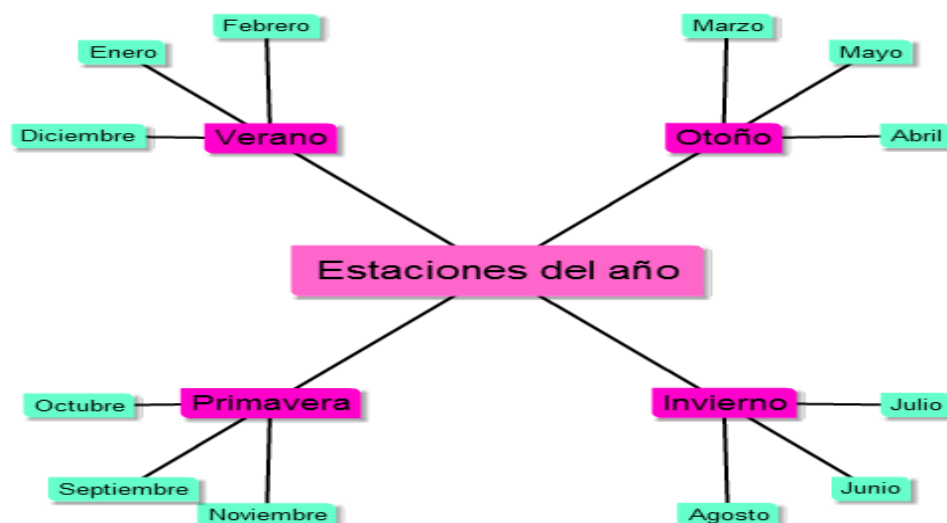 Febrero
Marzo
Enero
Mayo
Diciembre
Verano
Otoño
Abril
Estaciones del año
Octubre
Primavera
Invierno
Julio
Septiembre
Junio
Noviembre
Agosto